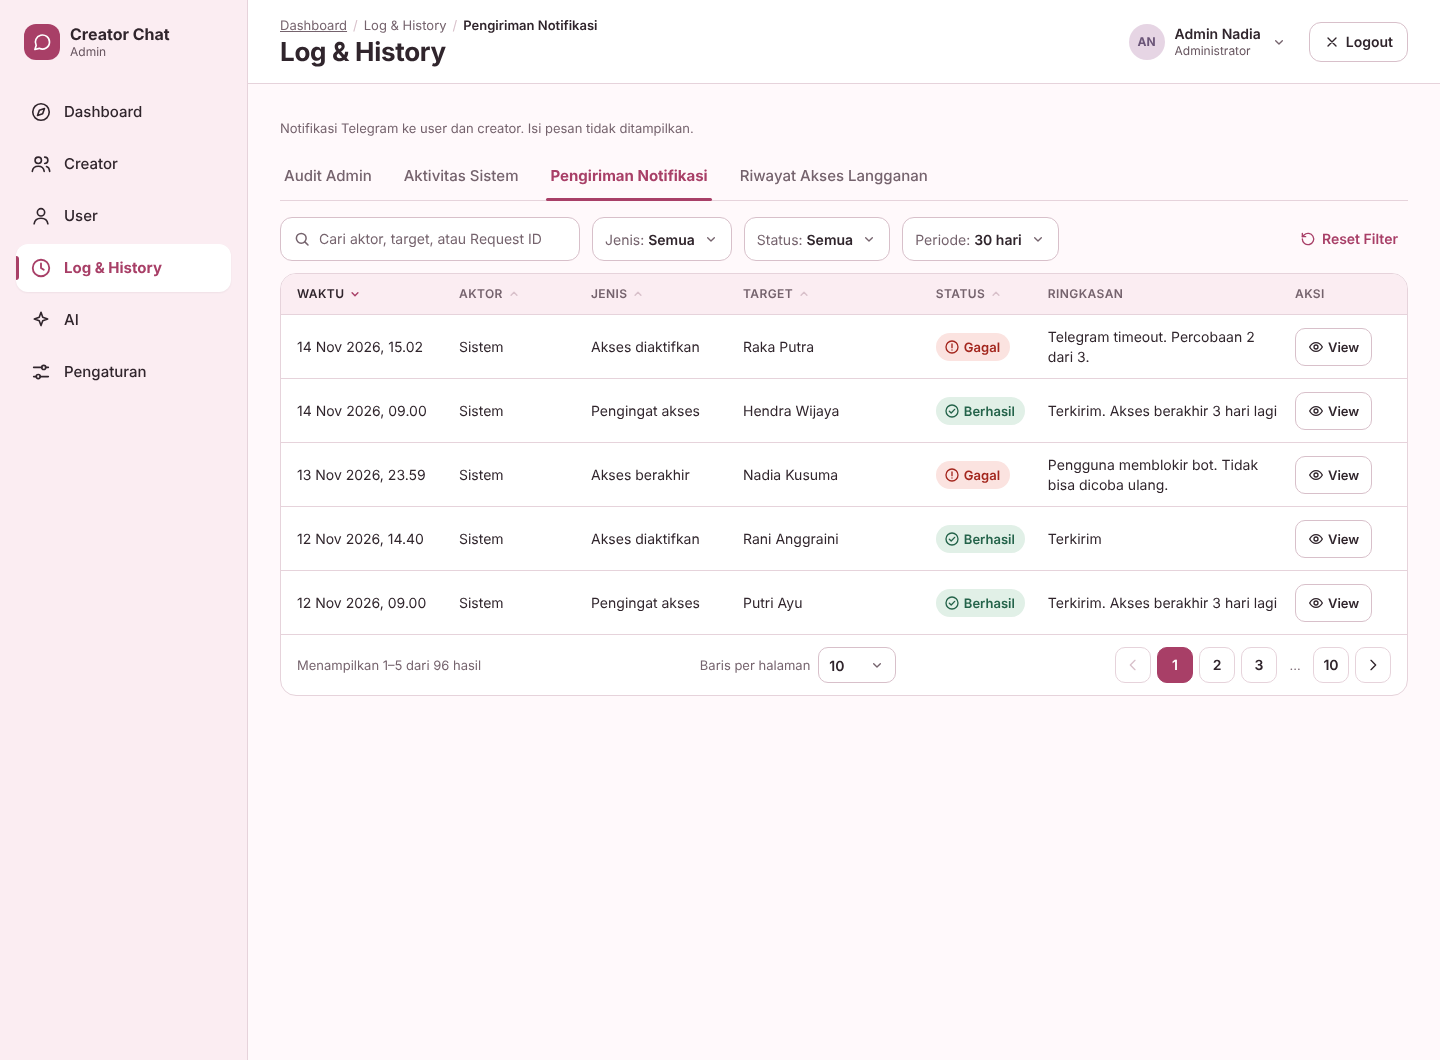 Creator Chat
Admin
Dashboard
Creator
User
Log & History
AI
Pengaturan
Dashboard / Log & History / Pengiriman Notifikasi
Log & History
AN
Admin Nadia
Administrator
Logout
Notifikasi Telegram ke user dan creator. Isi pesan tidak ditampilkan.
Audit Admin Aktivitas Sistem Pengiriman Notifikasi Riwayat Akses Langganan
Cari aktor, target, atau Request ID Jenis: Semua Status: Semua Periode: 30 hari Reset Filter
WAKTU AKTOR JENIS TARGET STATUS RINGKASAN AKSI
14 Nov 2026, 15.02 Sistem Akses diaktifkan Raka Putra Gagal Telegram timeout. Percobaan 2
dari 3. View
14 Nov 2026, 09.00 Sistem Pengingat akses Hendra Wijaya Berhasil Terkirim. Akses berakhir 3 hari lagi View
13 Nov 2026, 23.59 Sistem Akses berakhir Nadia Kusuma Gagal Pengguna memblokir bot. Tidak
bisa dicoba ulang. View
12 Nov 2026, 14.40 Sistem Akses diaktifkan Rani Anggraini Berhasil Terkirim View
12 Nov 2026, 09.00 Sistem Pengingat akses Putri Ayu Berhasil Terkirim. Akses berakhir 3 hari lagi View
Menampilkan 1–5 dari 96 hasil Baris per halaman 10 1 2 3 ... 10